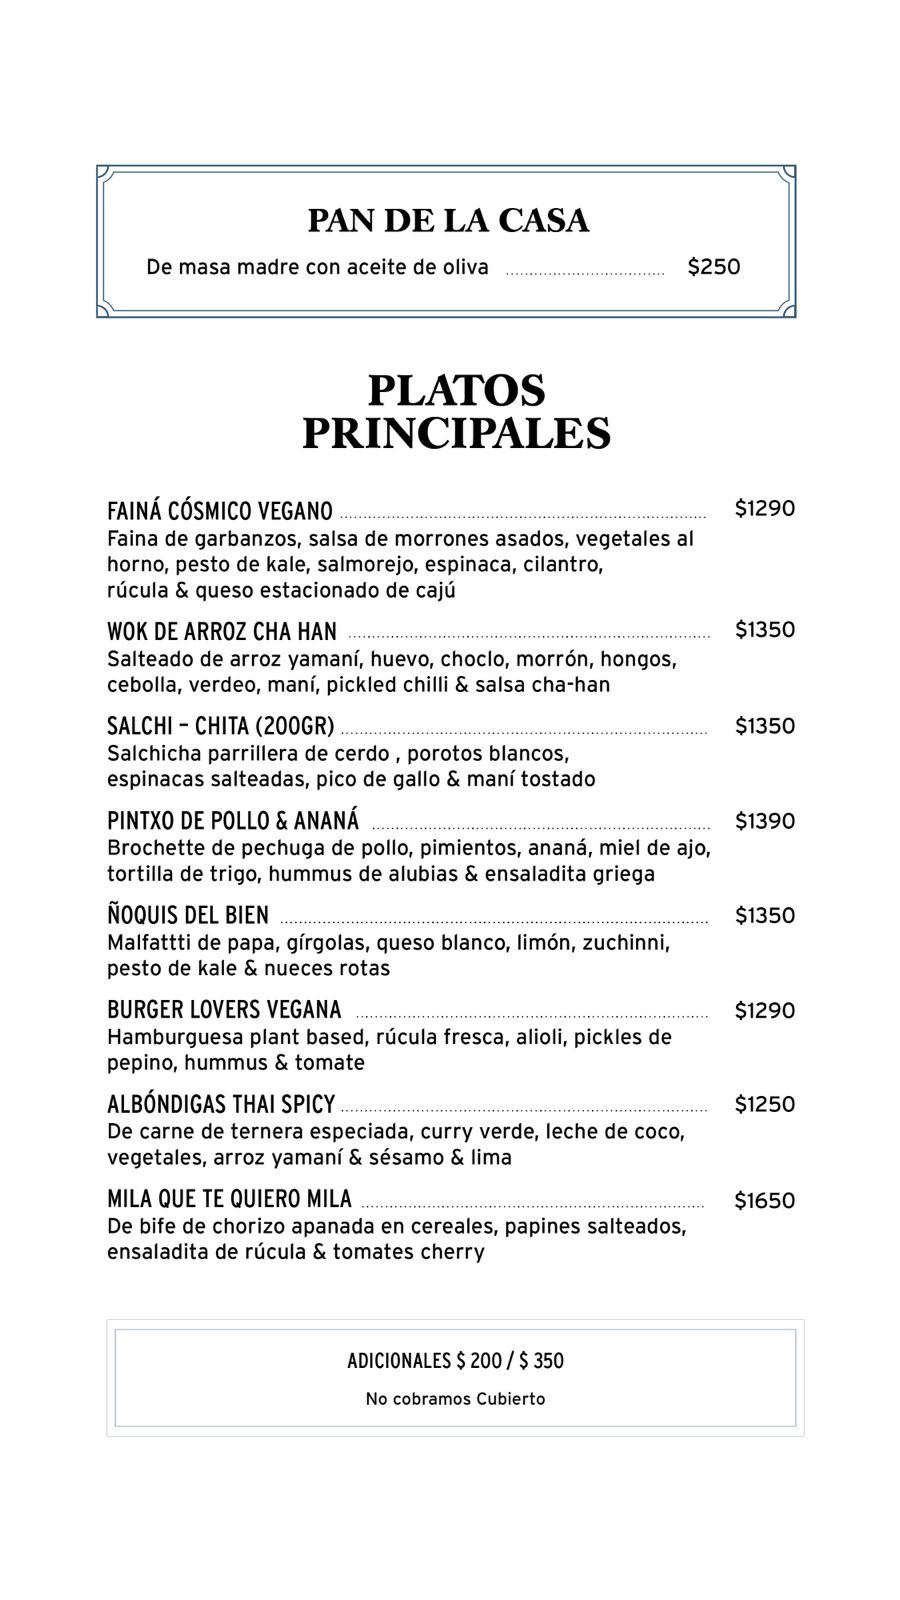 PAN DE LA CASA
De masa madre con aceite de oliva ........................................ $250
PLATOS
PRINCIPALES
FAINÁ CÓSMICO VEGANO ........................................ $1290
Faina de garbanzos, salsa de morrones asados, vegetales al
horno, pesto de kale, salmorejo, espinaca, cilantro,
rúcula & queso estacionado de cajú
WOK DE ARROZ CHA HAN ........................................ $1350
Salteado de arroz yamaní, huevo, choclo, morrón, hongos,
cebolla, verdeo, maní, pickled chilli & salsa cha-han
SALCHI – CHITA (200GR) ........................................ $1350
Salchicha parrillera de cerdo , porotos blancos,
espinacas salteadas, pico de gallo & maní tostado
PINTXO DE POLLO & ANANÁ ........................................ $1390
Brochette de pechuga de pollo, pimientos, ananá, miel de ajo,
tortilla de trigo, hummus de alubias & ensaladita griega
ÑOQUIS DEL BIEN ........................................ $1350
Malfattti de papa, gírgolas, queso blanco, limón, zuchinni,
pesto de kale & nueces rotas
BURGER LOVERS VEGANA ........................................ $1290
Hamburguesa plant based, rúcula fresca, alioli, pickles de
pepino, hummus & tomate
ALBÓNDIGAS THAI SPICY ........................................ $1250
De carne de ternera especiada, curry verde, leche de coco,
vegetales, arroz yamaní & sésamo & lima
MILA QUE TE QUIERO MILA ........................................ $1650
De bife de chorizo apanada en cereales, papines salteados,
ensaladita de rúcula & tomates cherry
ADICIONALES $ 200 / $ 350
No cobramos Cubierto